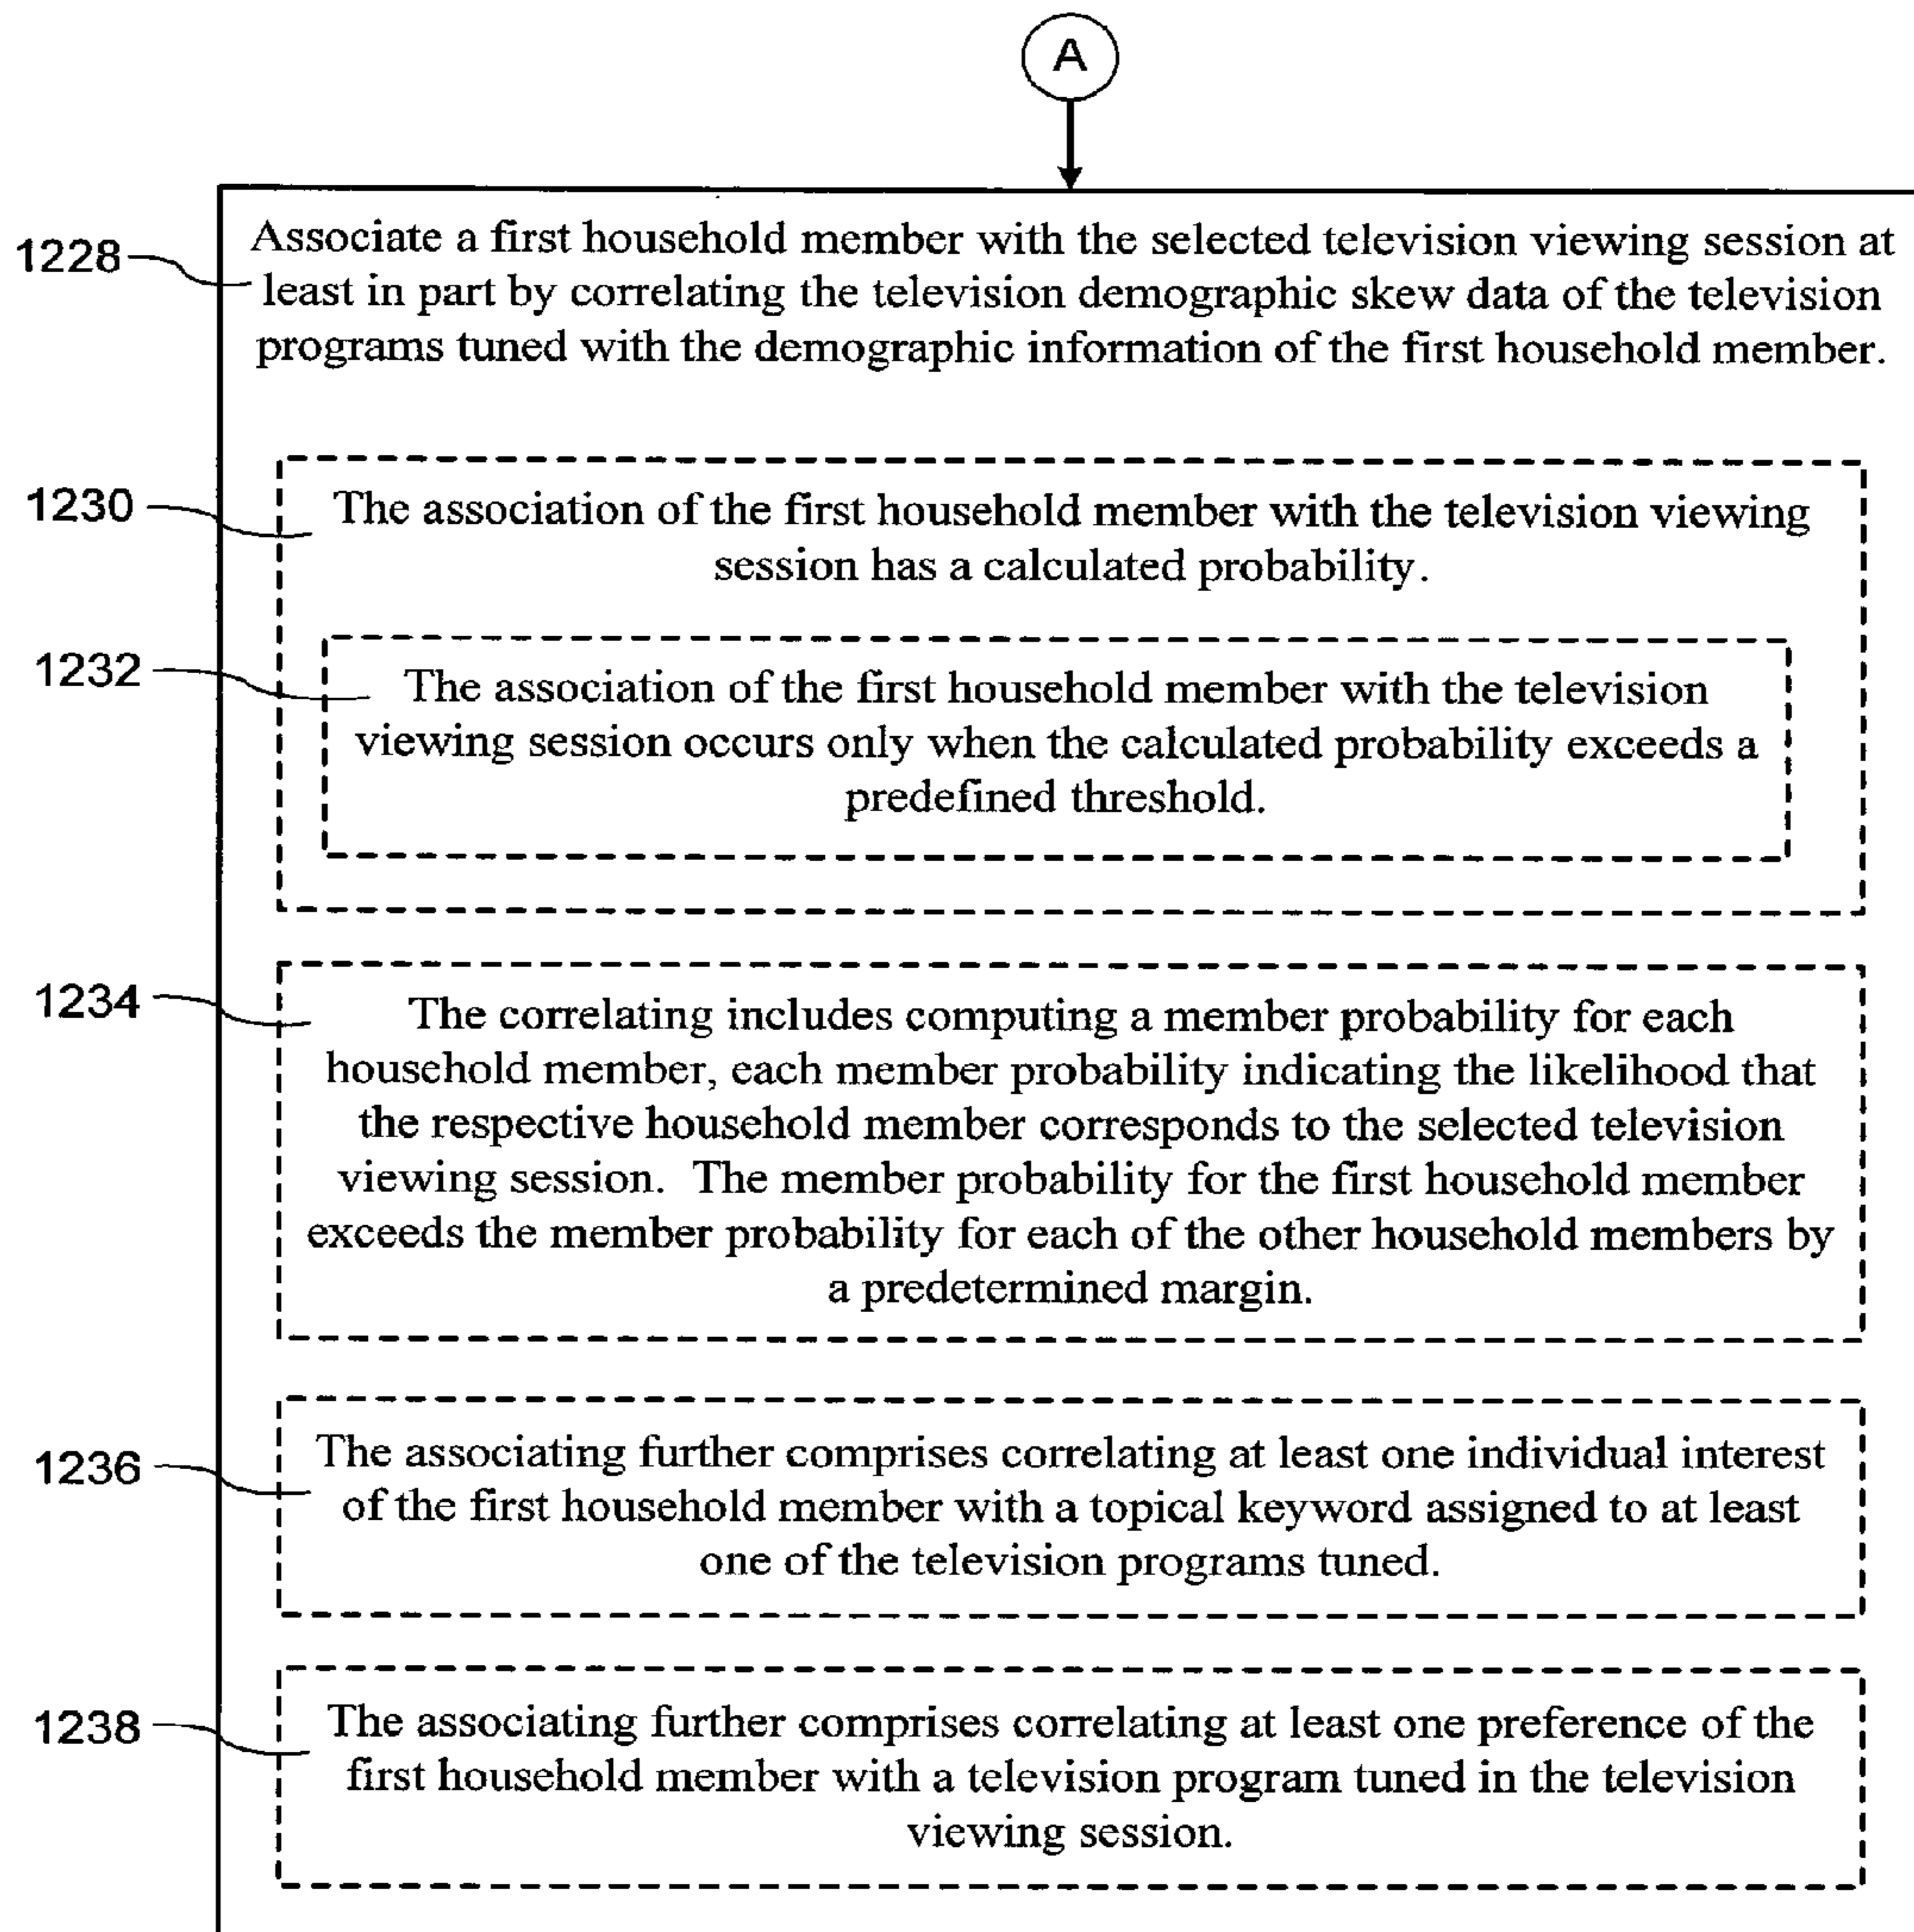 A
1228
Associate a first household member with the selected television viewing session at
least in part by correlating the television demographic skew data of the television
programs tuned with the demographic information of the first household member.
1230
The association of the first household member with the television viewing
session has a calculated probability.
1232
The association of the first household member with the television
viewing session occurs only when the calculated probability exceeds a
predefined threshold.
1234
The correlating includes computing a member probability for each
household member, each member probability indicating the likelihood that
the respective household member corresponds to the selected television
viewing session. The member probability for the first household member
exceeds the member probability for each of the other household members by
a predetermined margin.
1236
The associating further comprises correlating at least one individual interest
of the first household member with a topical keyword assigned to at least
one of the television programs tuned.
1238
The associating further comprises correlating at least one preference of the
first household member with a television program tuned in the television
viewing session.